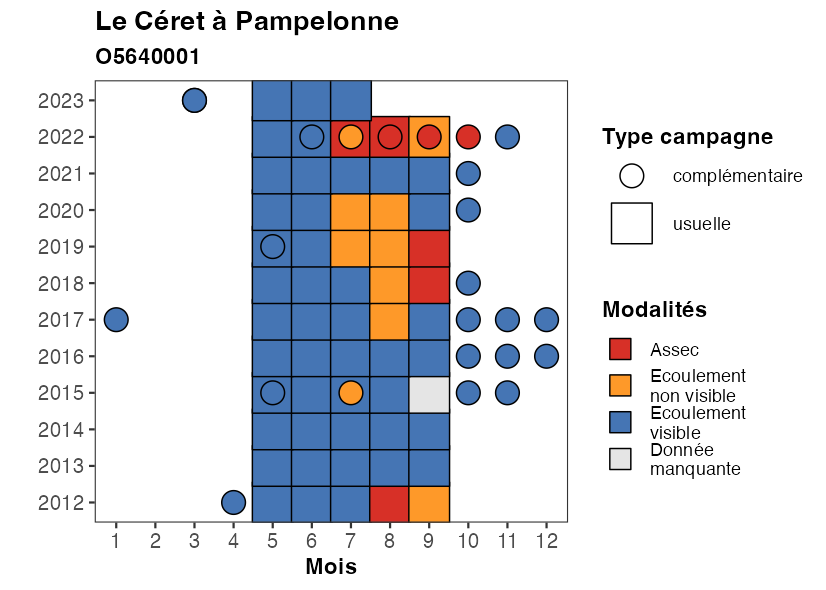 Le Céret à Pampelonne
O5640001
2023
2022
2021
2020
2019
2018
2017
2016
2015
2014
2013
2012
1 2 3 4 5 6 7 8 9 10 11 12
Mois
Type campagne
complémentaire
usuelle
Modalités
Assec
Ecoulement
non visible
Ecoulement
visible
Donnée
manquante